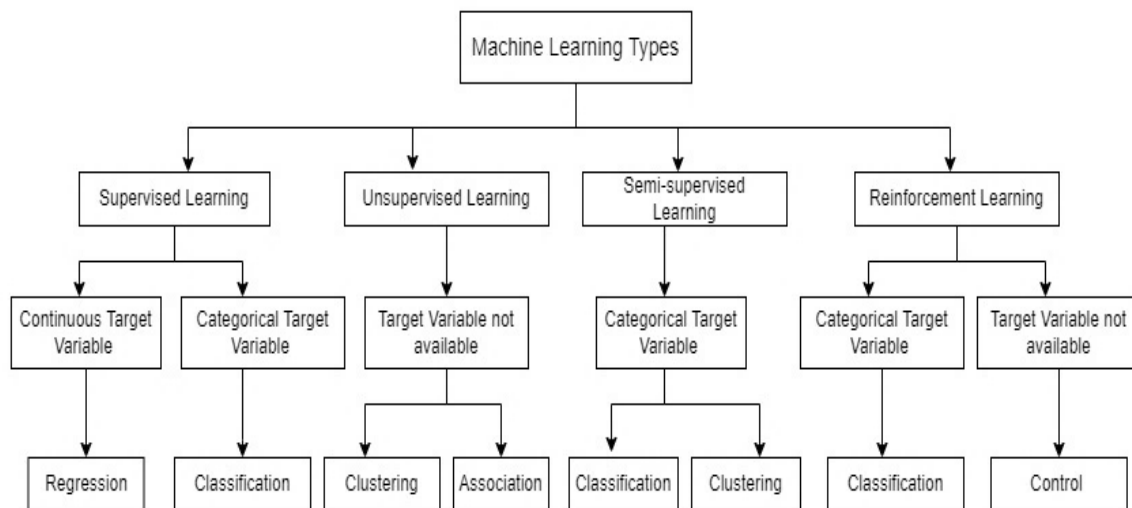 Machine Learning Types
Supervised Learning
Unsupervised Learning
Semi-supervised
Learning
Reinforcement Learning
Continuous Target
Variable
Categorical Target
Variable
Target Variable not
available
Categorical Target
Variable
Categorical Target
Variable
Target Variable not
available
Regression
Classification
Clustering
Association
Classification
Clustering
Classification
Control